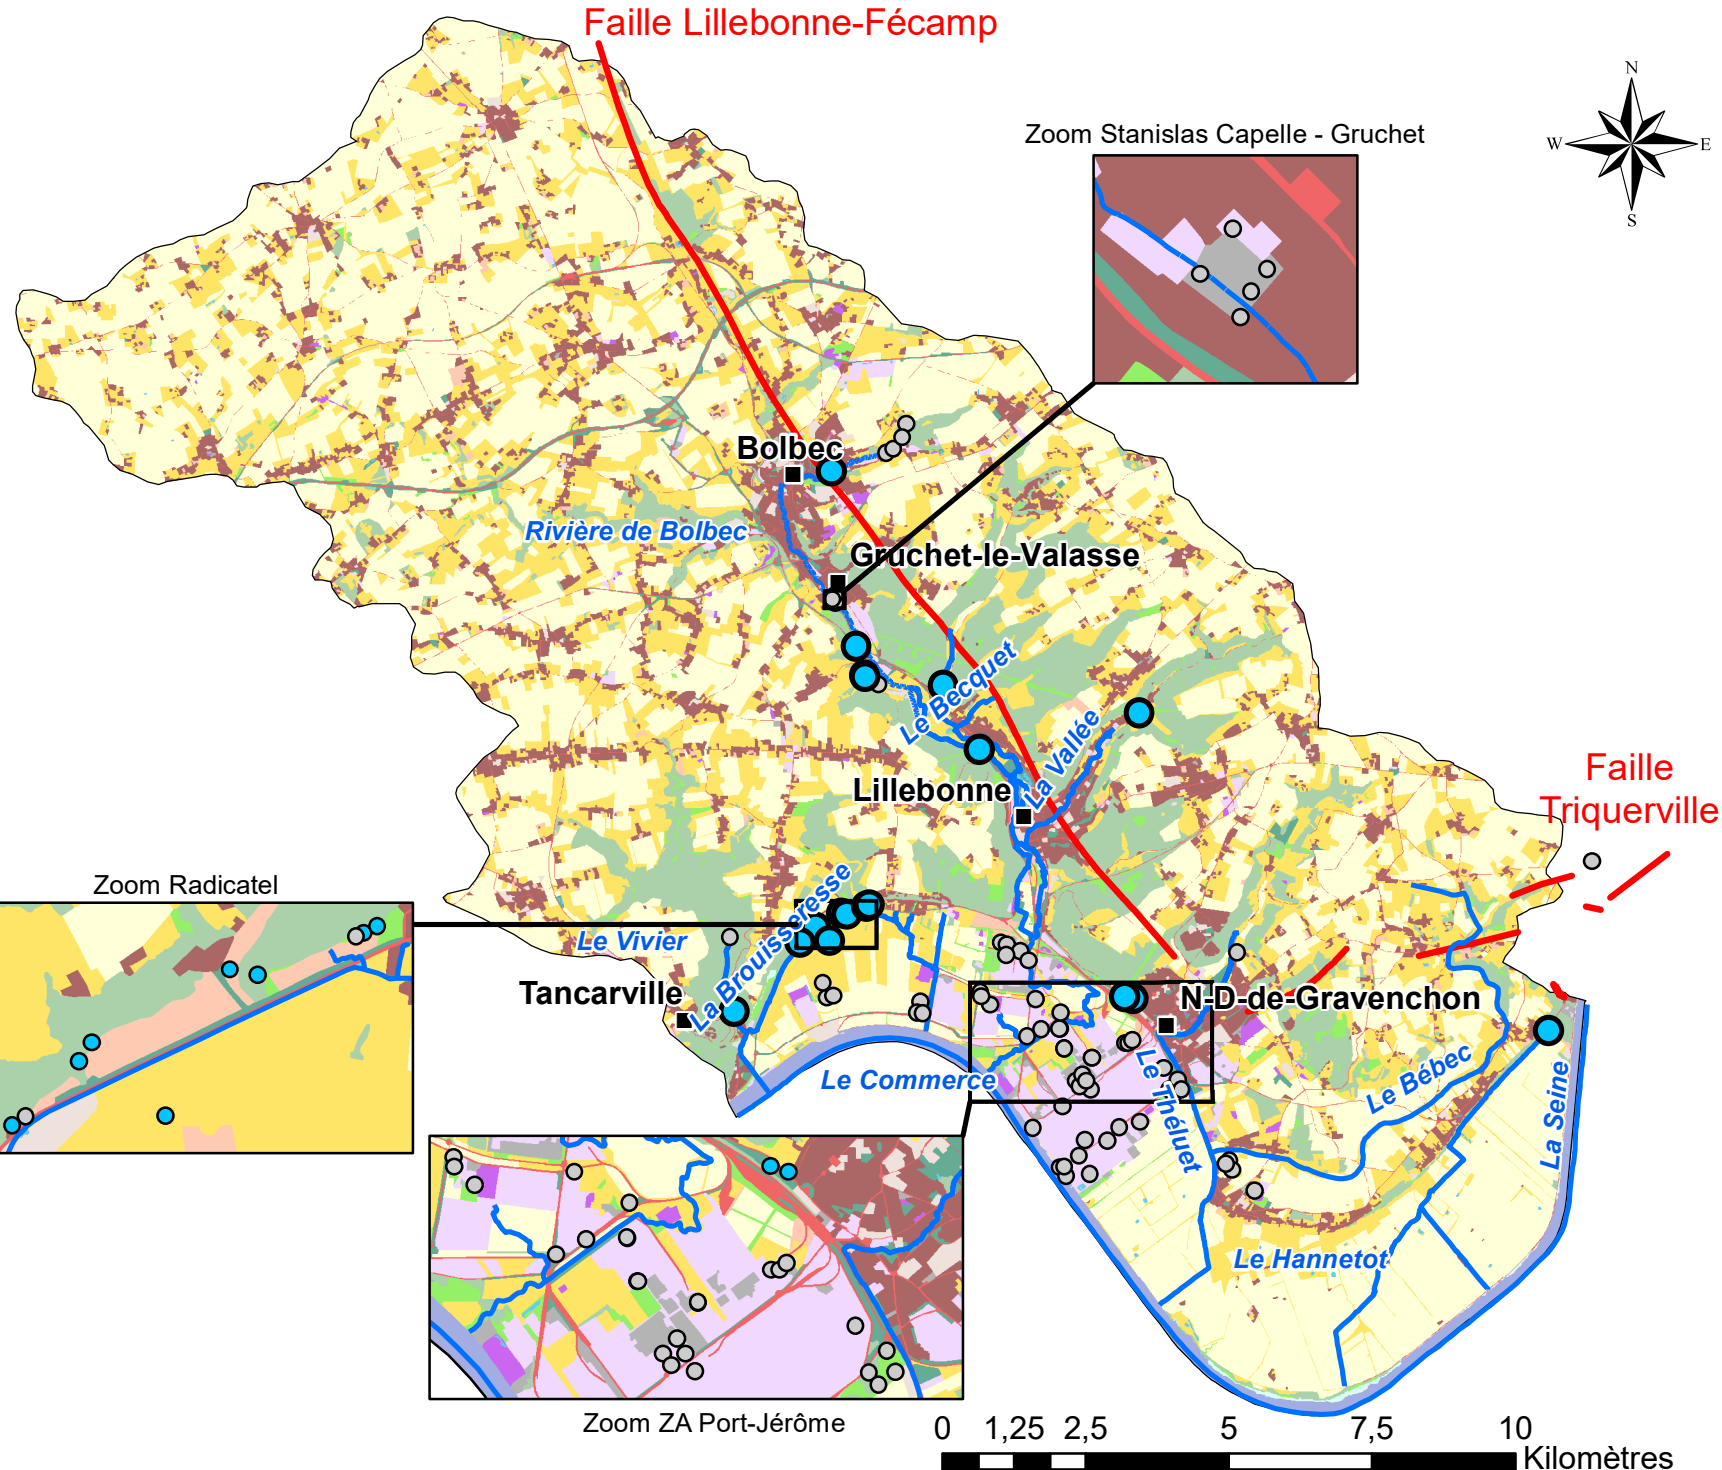 Faille Lillebonne-Fécamp
N
W
E
S
Zoom Stanislas Capelle - Gruchet
Bolbec
Rivière de Bolbec
Gruchet-le-Valasse
Le Becquet
La Vallée
Lillebonne
Faille
Triquerville
Zoom Radicatel
La Brouisseresse
Le Vivier
Tancarville
N-D-de-Gravenchon
Le Commerce
Le Théluet
Le Bébec
La Seine
Le Hannetot
Zoom ZA Port-Jérôme
0 1,25 2,5 5 7,5 10
Kilomètres